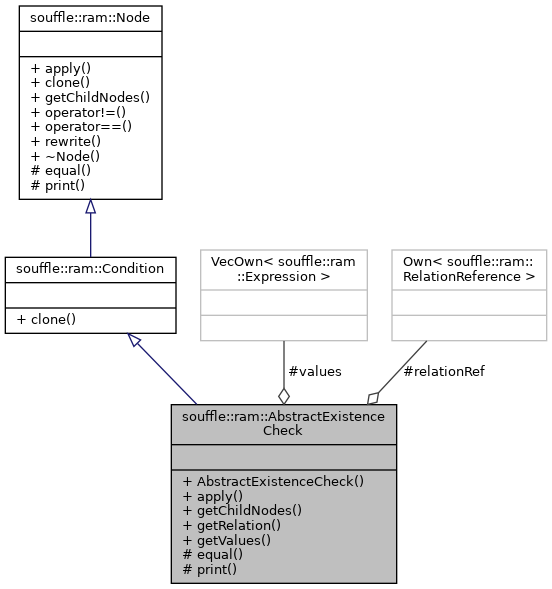 souffle::ram::Node
+ apply()
+ clone()
+ getChildNodes()
+ operator!=()
+ operator==()
+ rewrite()
+ ~Node()
# equal()
# print()
souffle::ram::Condition
+ clone()
VecOwn< souffle::ram
::Expression >
Own< souffle::ram::
RelationReference >
#values
#relationRef
souffle::ram::AbstractExistence
Check
+ AbstractExistenceCheck()
+ apply()
+ getChildNodes()
+ getRelation()
+ getValues()
# equal()
# print()